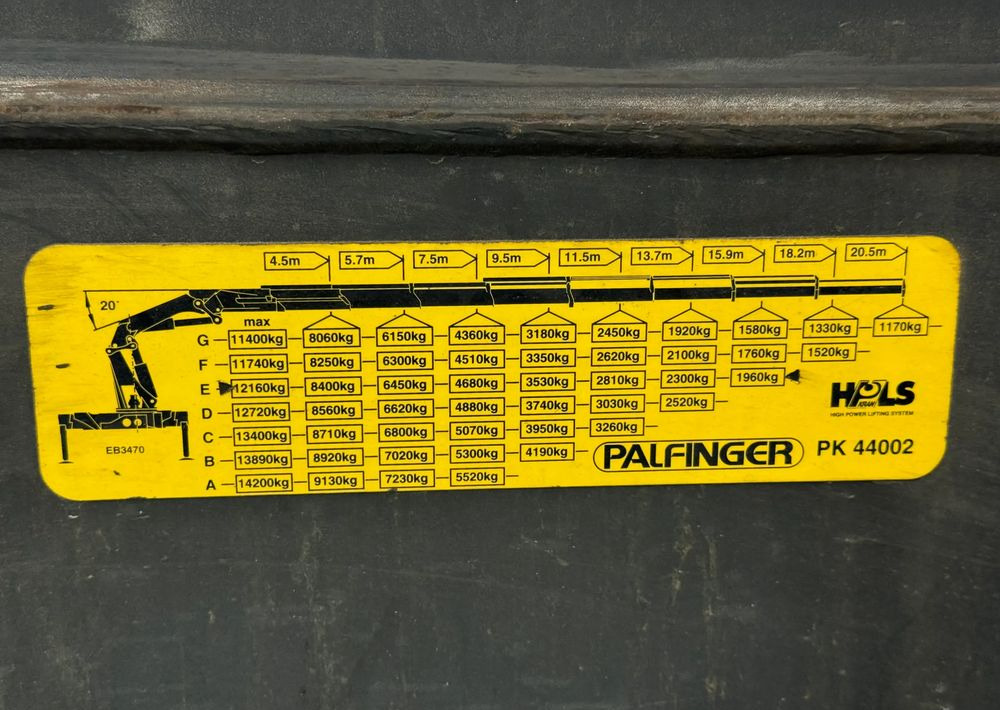 4.5m 5.7m 7.5m 9.5m 11.5m 13.7m 15.9m 18.2m 20.5m
20°
max
G 11400kg 8060kg 6150kg 4360kg 3180kg 2450kg 1920kg 1580kg 1330kg 1170kg
F 11740kg 8250kg 6300kg 4510kg 3350kg 2620kg 2100kg 1760kg 1520kg
E 12160kg 8400kg 6450kg 4680kg 3530kg 2810kg 2300kg 1960kg
D 12720kg 8560kg 6620kg 4880kg 3740kg 3030kg 2520kg
C 13400kg 8710kg 6800kg 5070kg 3950kg 3260kg
B 13890kg 8920kg 7020kg 5300kg 4190kg
A 14200kg 9130kg 7230kg 5520kg
EB3470
HPLS
KRAN
HIGH POWER LIFTING SYSTEM
PALFINGER PK 44002